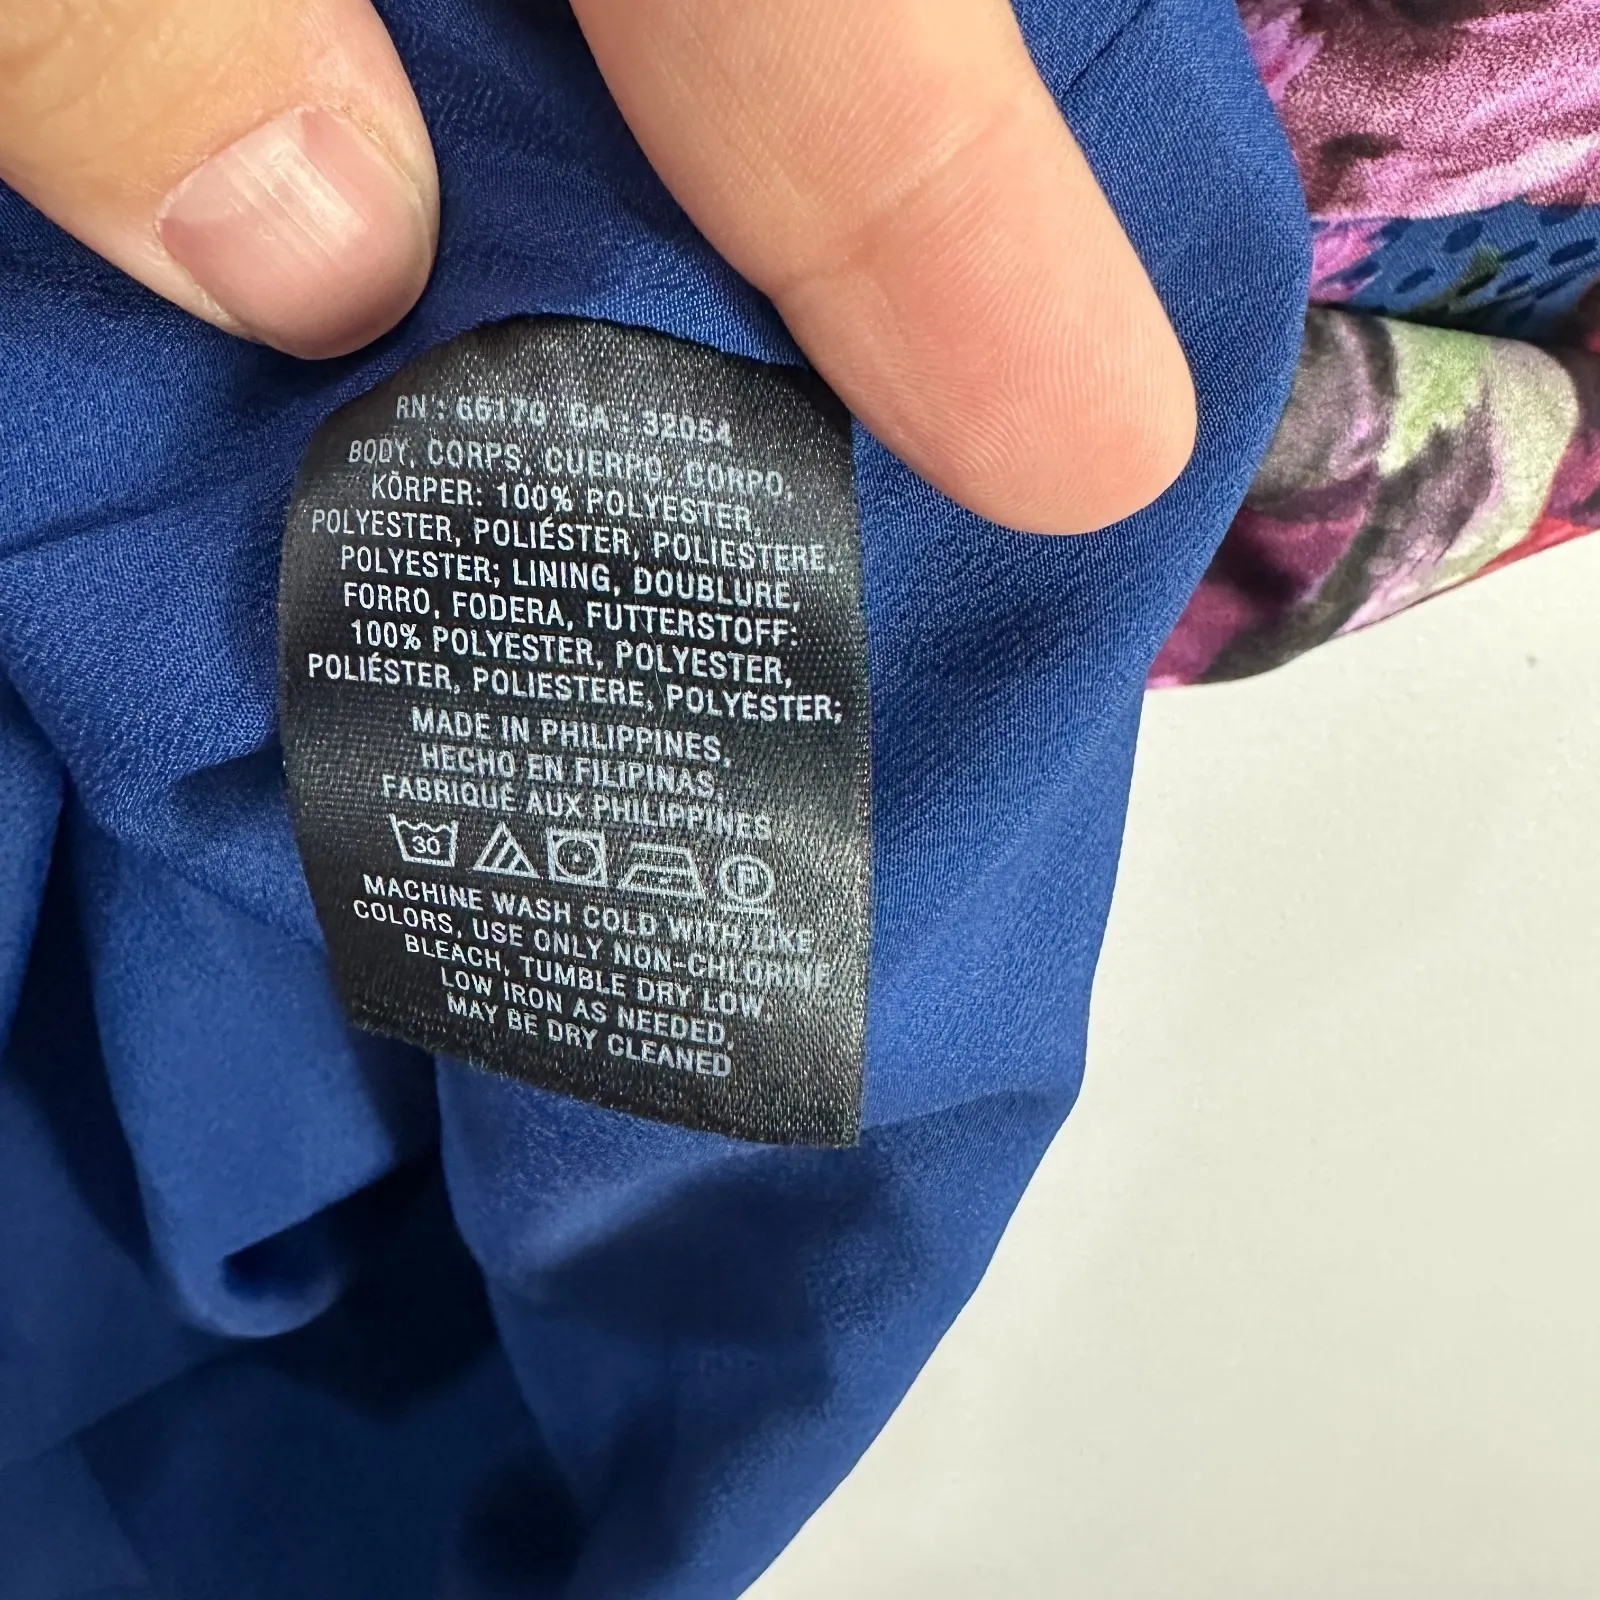 RN : 66170 CA : 32054
BODY, CORPS, CUERPO, CORPO,
KÖRPER: 100% POLYESTER,
POLYESTER, POLIÉSTER, POLIESTERE,
POLYESTER; LINING, DOUBLURE,
FORRO, FODERA, FUTTERSTOFF:
100% POLYESTER, POLYESTER,
POLIÉSTER, POLIESTERE, POLYESTER;
MADE IN PHILIPPINES,
HECHO EN FILIPINAS,
FABRIQUÉ AUX PHILIPPINES
30 P
MACHINE WASH COLD WITH LIKE
COLORS, USE ONLY NON-CHLORINE
BLEACH, TUMBLE DRY LOW,
LOW IRON AS NEEDED,
MAY BE DRY CLEANED